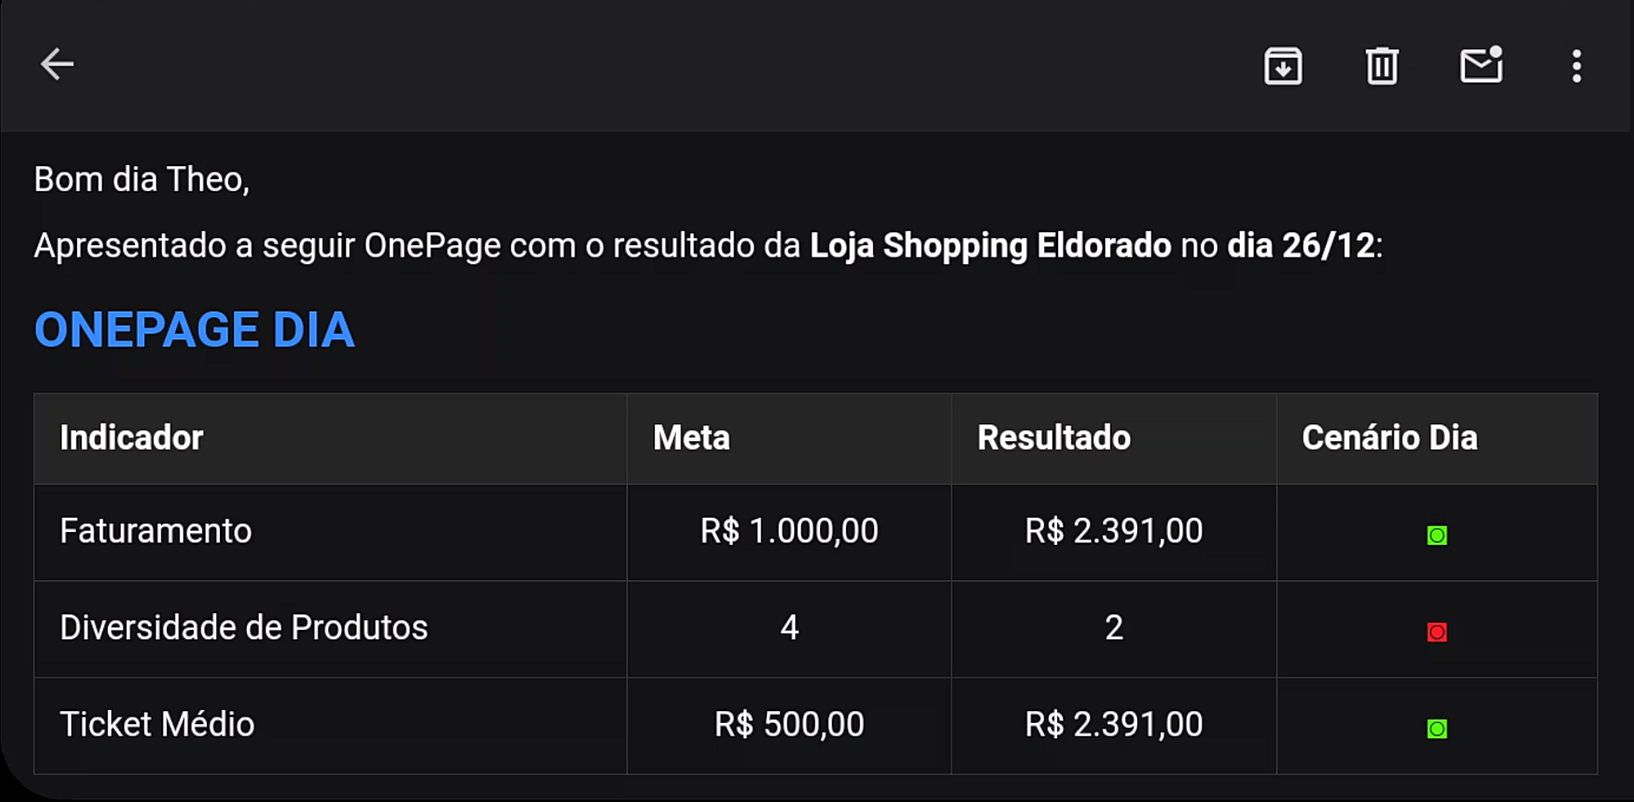 Bom dia Theo,
Apresentado a seguir OnePage com o resultado da Loja Shopping Eldorado no dia 26/12:
ONEPAGE DIA
Indicador Meta Resultado Cenário Dia
Faturamento R$ 1.000,00 R$ 2.391,00
Diversidade de Produtos 4 2
Ticket Médio R$ 500,00 R$ 2.391,00